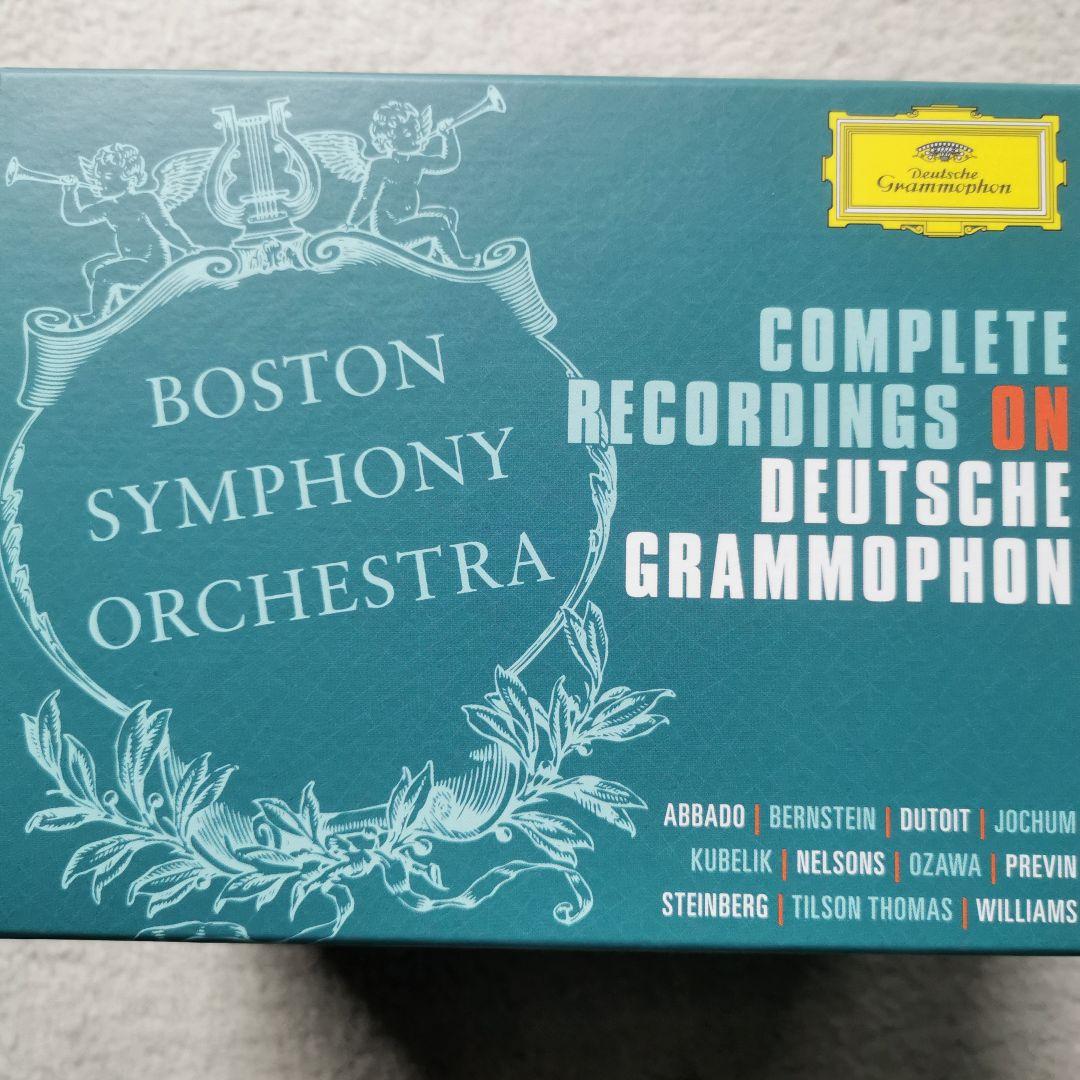 Deutsche
Grammophon
BOSTON
SYMPHONY
ORCHESTRA
COMPLETE
RECORDINGS ON
DEUTSCHE
GRAMMOPHON
ABBADO | BERNSTEIN | DUTOIT | JOCHUM
KUBELIK | NELSONS | OZAWA | PREVIN
STEINBERG | TILSON THOMAS | WILLIAMS